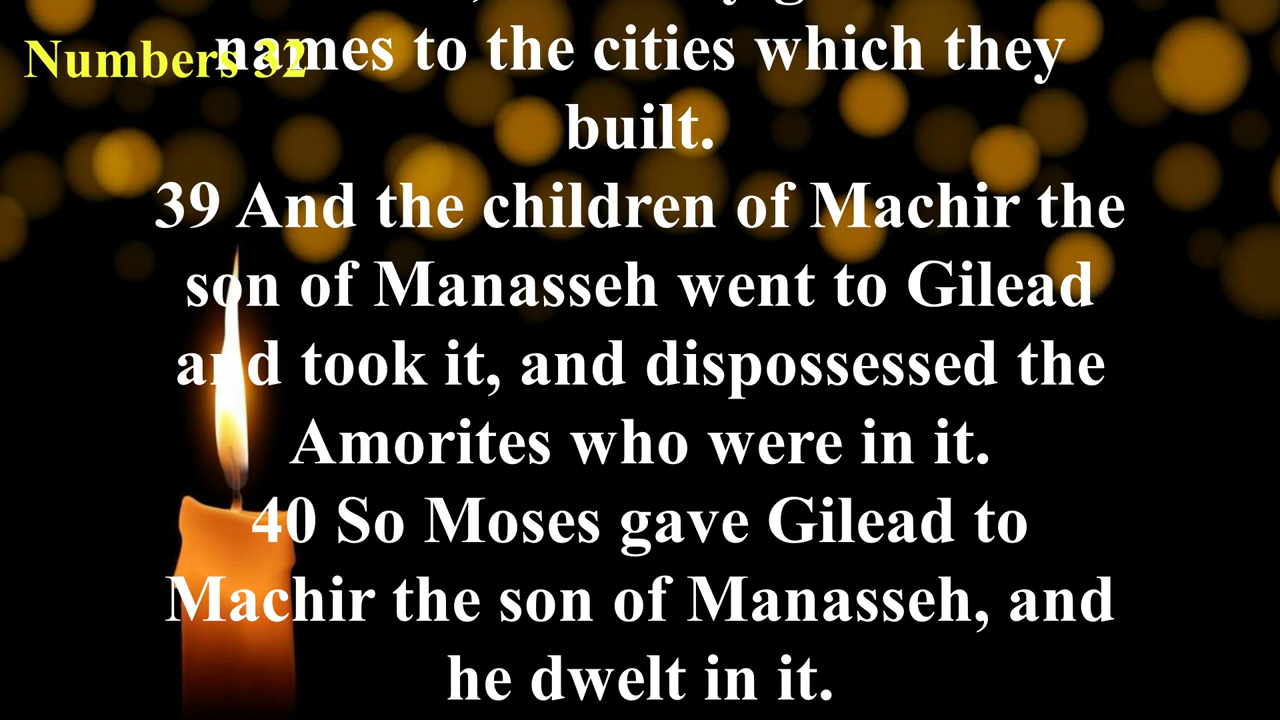 Numbers 32
names to the cities which they
built.
39 And the children of Machir the
son of Manasseh went to Gilead
and took it, and dispossessed the
Amorites who were in it.
40 So Moses gave Gilead to
Machir the son of Manasseh, and
he dwelt in it.